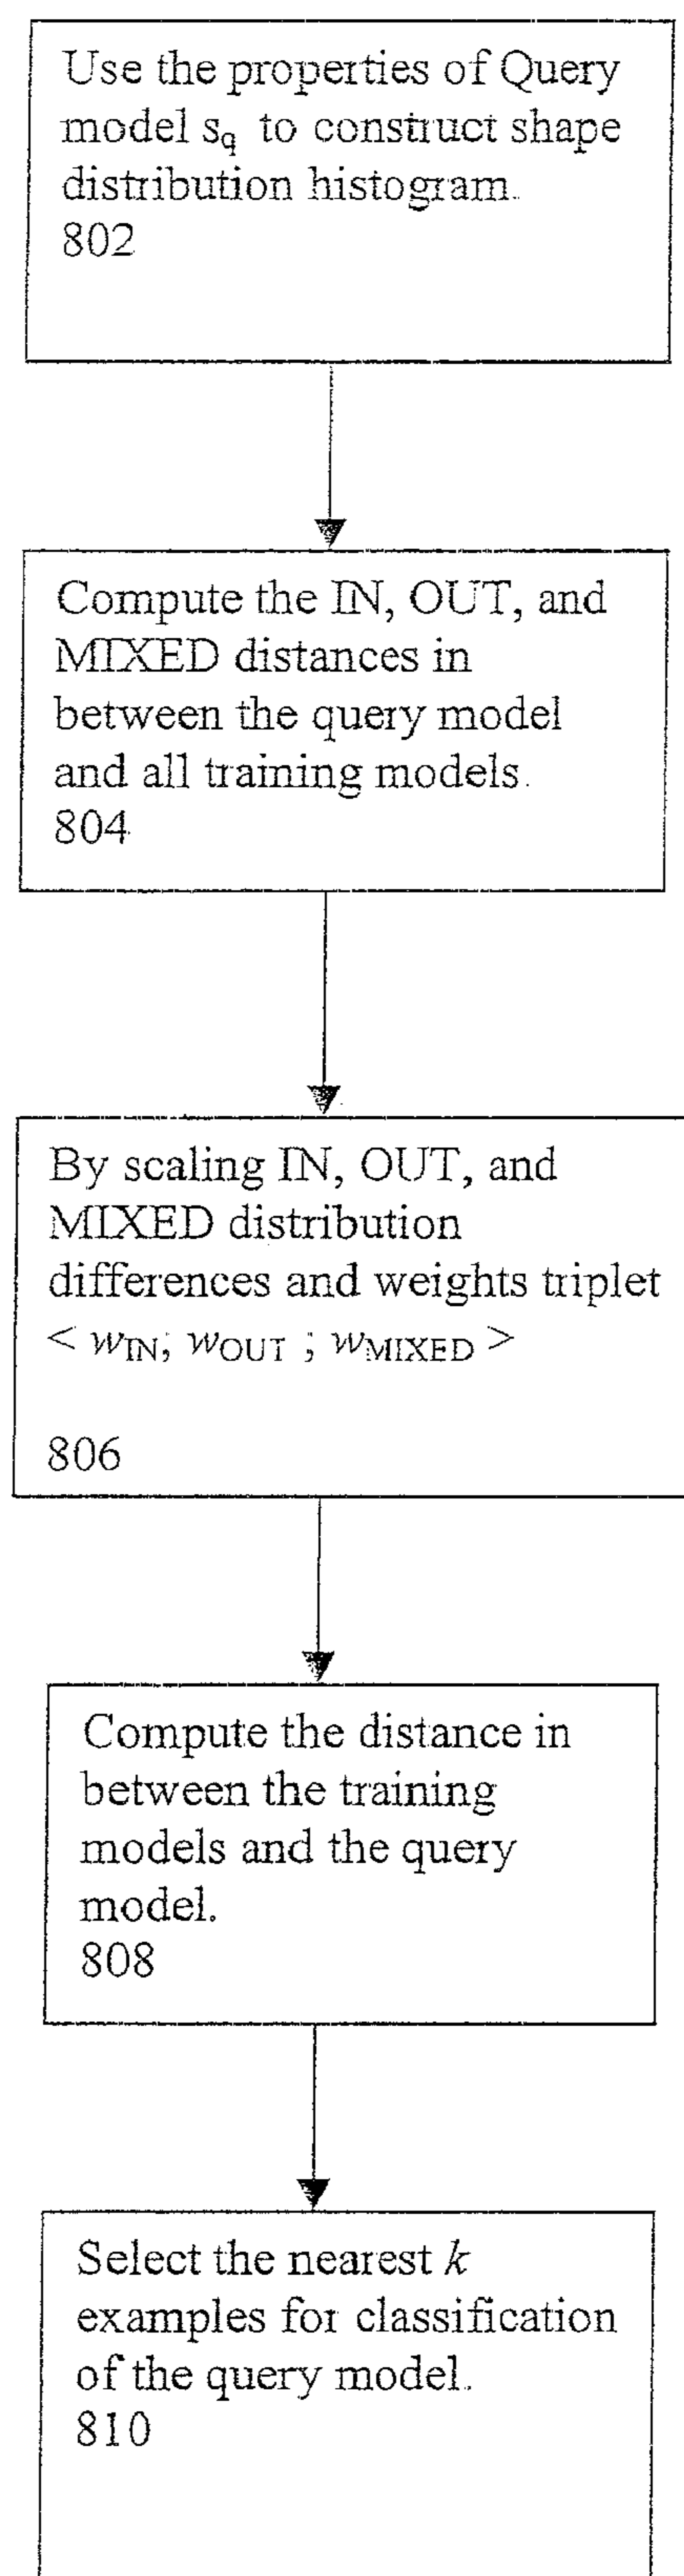 Use the properties of Query
model sq to construct shape
distribution histogram.
802
Compute the IN, OUT, and
MIXED distances in
between the query model
and all training models.
804
By scaling IN, OUT, and
MIXED distribution
differences and weights triplet
< wIN; wOUT ; wMIXED >
806
Compute the distance in
between the training
models and the query
model.
808
Select the nearest k
examples for classification
of the query model.
810